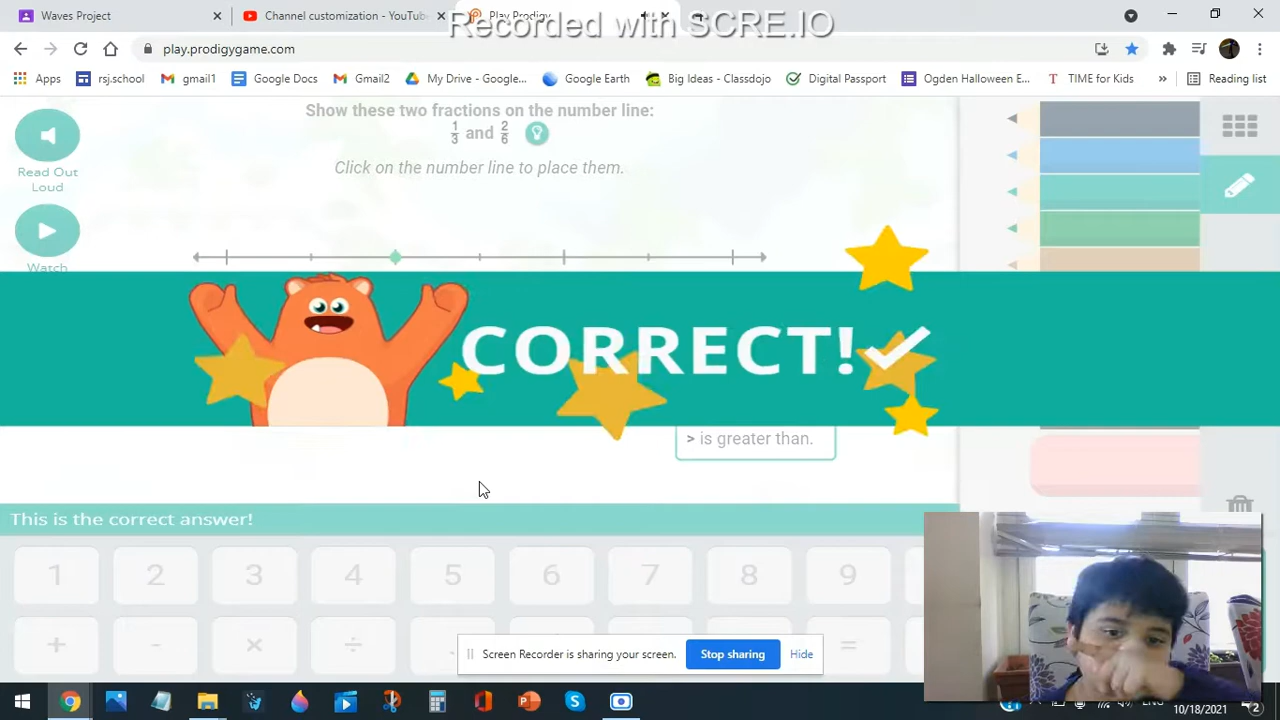 Waves Project
Channel customization - YouTube
Play Prodigy
Recorded with SCRE.IO
play.prodigygame.com
Apps
rsj.school
gmail1
Google Docs
Gmail2
My Drive - Google...
Google Earth
Big Ideas - Classdojo
Digital Passport
Ogden Halloween E...
TIME for Kids
»
Reading list
Show these two fractions on the number line:
1/3 and 2/6
Click on the number line to place them.
Read Out
Loud
Watch
CORRECT!
> is greater than.
This is the correct answer!
1 2 3 4 5 6 7 8 9
+ - × ÷ =
Screen Recorder is sharing your screen.
Stop sharing
Hide
ENG
10/18/2021
2